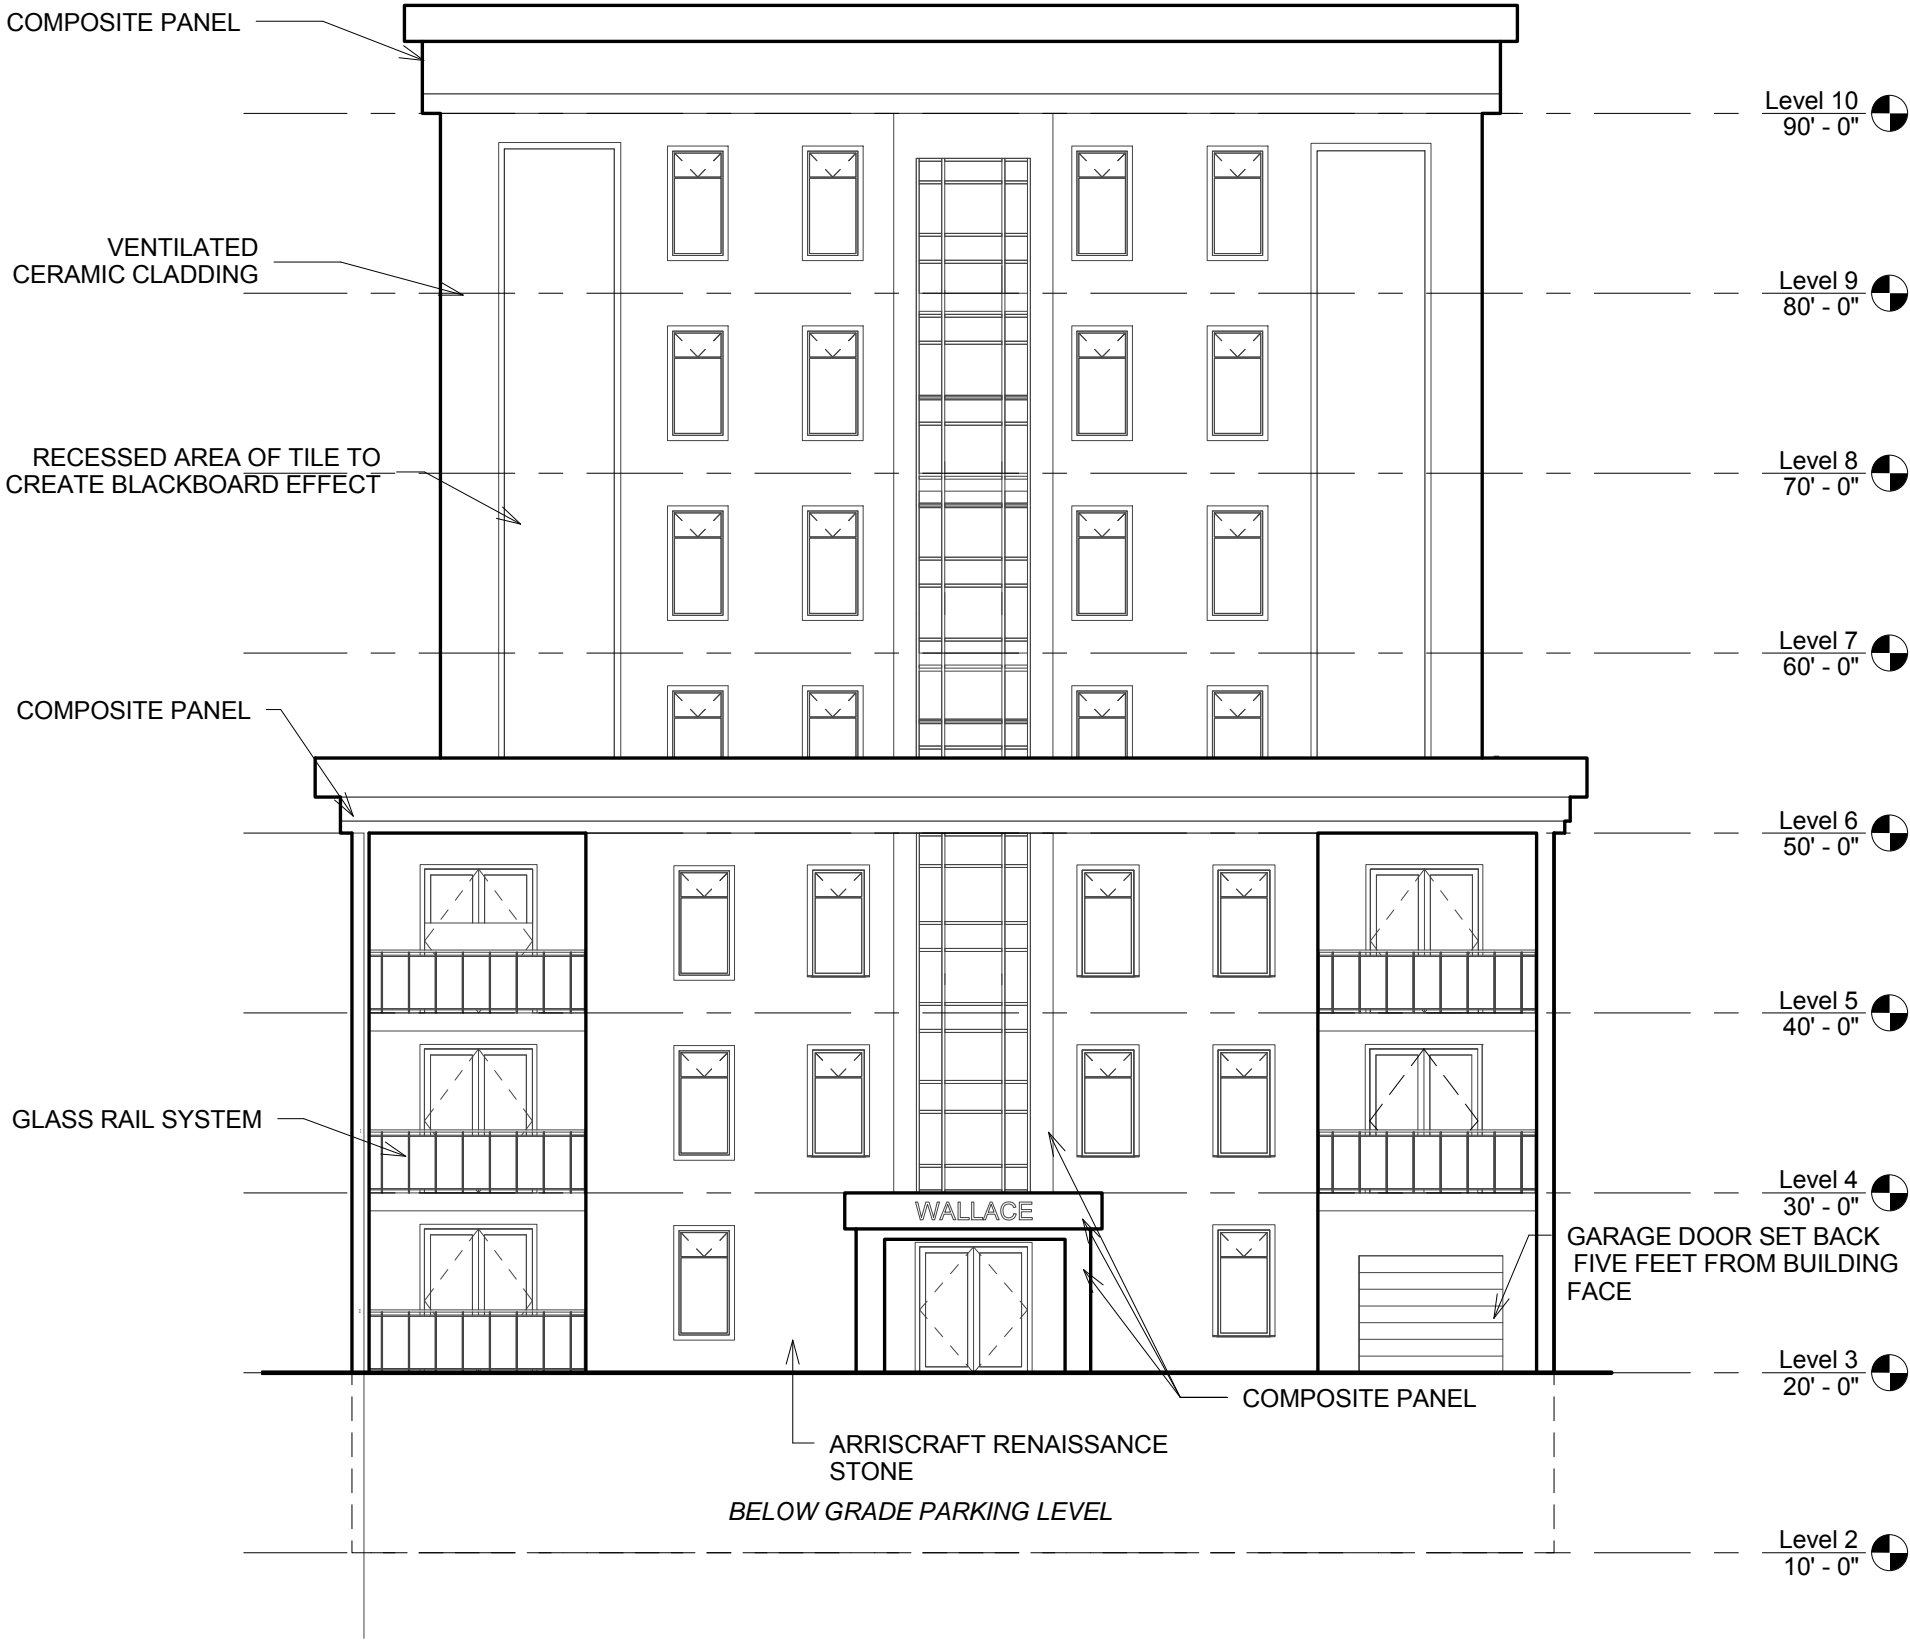 COMPOSITE PANEL
Level 10
90' - 0"
VENTILATED
CERAMIC CLADDING
Level 9
80' - 0"
RECESSED AREA OF TILE TO
CREATE BLACKBOARD EFFECT
Level 8
70' - 0"
Level 7
60' - 0"
COMPOSITE PANEL
Level 6
50' - 0"
Level 5
40' - 0"
GLASS RAIL SYSTEM
Level 4
30' - 0"
WALLACE
GARAGE DOOR SET BACK
FIVE FEET FROM BUILDING
FACE
Level 3
20' - 0"
COMPOSITE PANEL
ARRISCRAFT RENAISSANCE
STONE
BELOW GRADE PARKING LEVEL
Level 2
10' - 0"